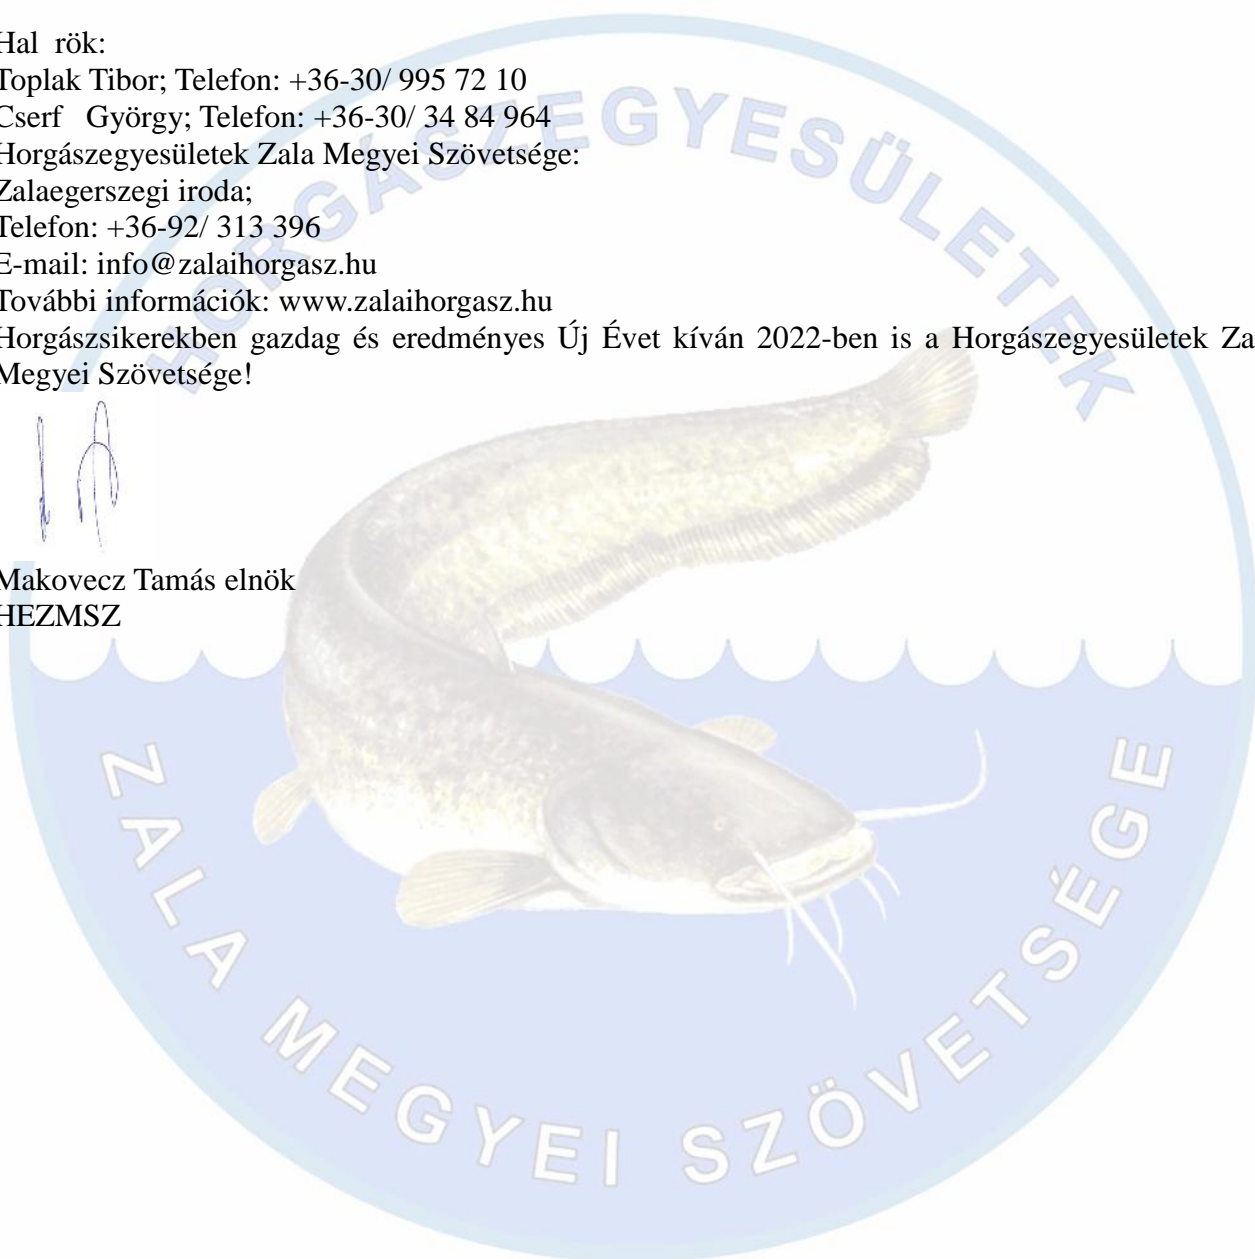 Hal rök:
Toplak Tibor; Telefon: +36-30/ 995 72 10
Cserf György; Telefon: +36-30/ 34 84 964
Horgászegyesületek Zala Megyei Szövetsége:
Zalaegerszegi iroda;
Telefon: +36-92/ 313 396
E-mail: info@zalaihorgasz.hu
További információk: www.zalaihorgasz.hu
Horgászsikerekben gazdag és eredményes Új Évet kíván 2022-ben is a Horgászegyesületek Za
Megyei Szövetsége!
Makovecz Tamás elnök
HEZMSZ
HORGÁSZEGYESÜLETEK
ZALA MEGYEI SZÖVETSÉGE